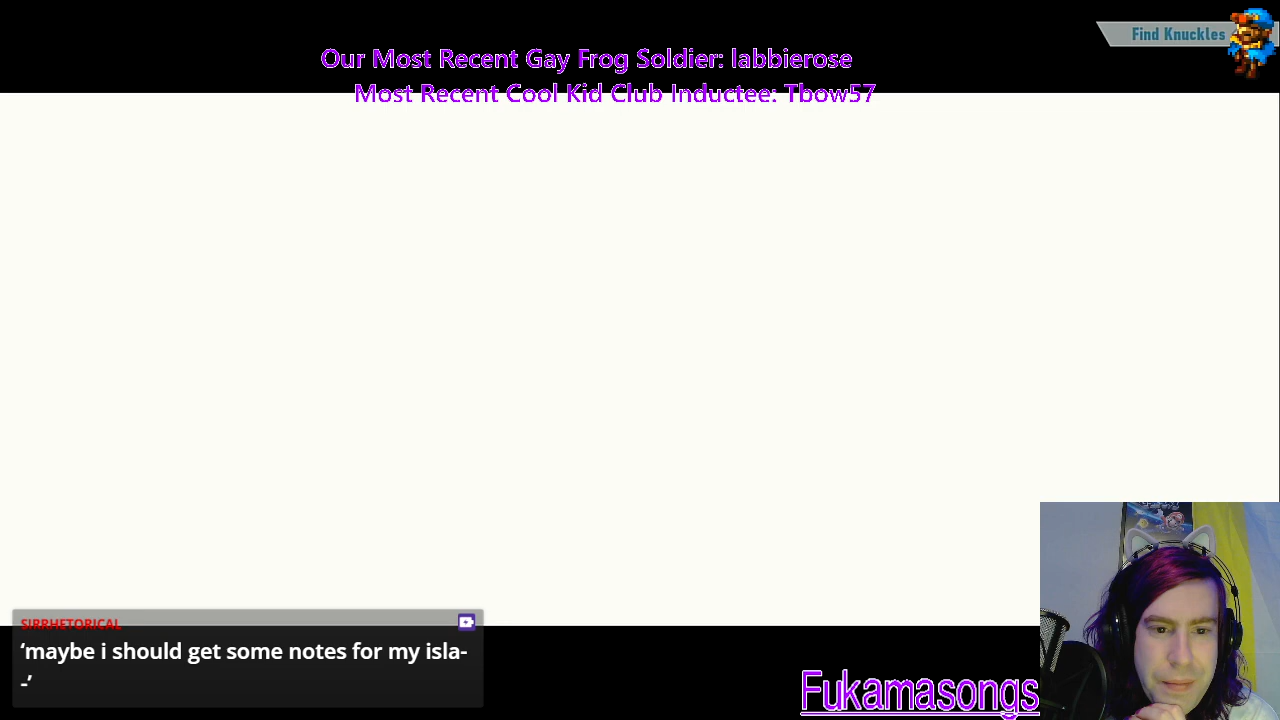 Find Knuckles
Our Most Recent Gay Frog Soldier: labbierose
Most Recent Cool Kid Club Inductee: Tbow57
SIRRHETORICAL
‘maybe i should get some notes for my isla-
-’
Fukamasongs